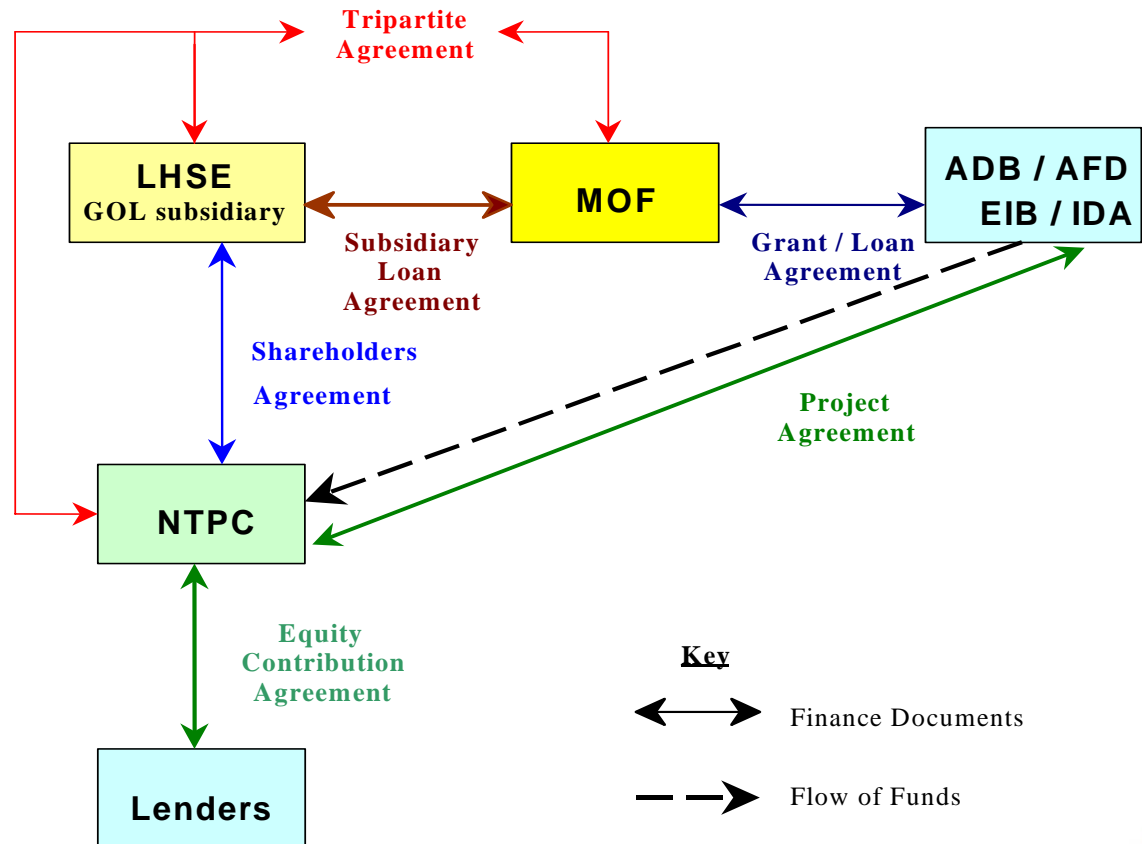 Tripartite
Agreement
LHSE
GOL subsidiary
MOF
ADB / AFD
EIB / IDA
Subsidiary
Loan
Agreement
Grant / Loan
Agreement
Shareholders
Agreement
Project
Agreement
NTPC
Equity
Contribution
Agreement
Key
Finance Documents
Lenders
Flow of Funds